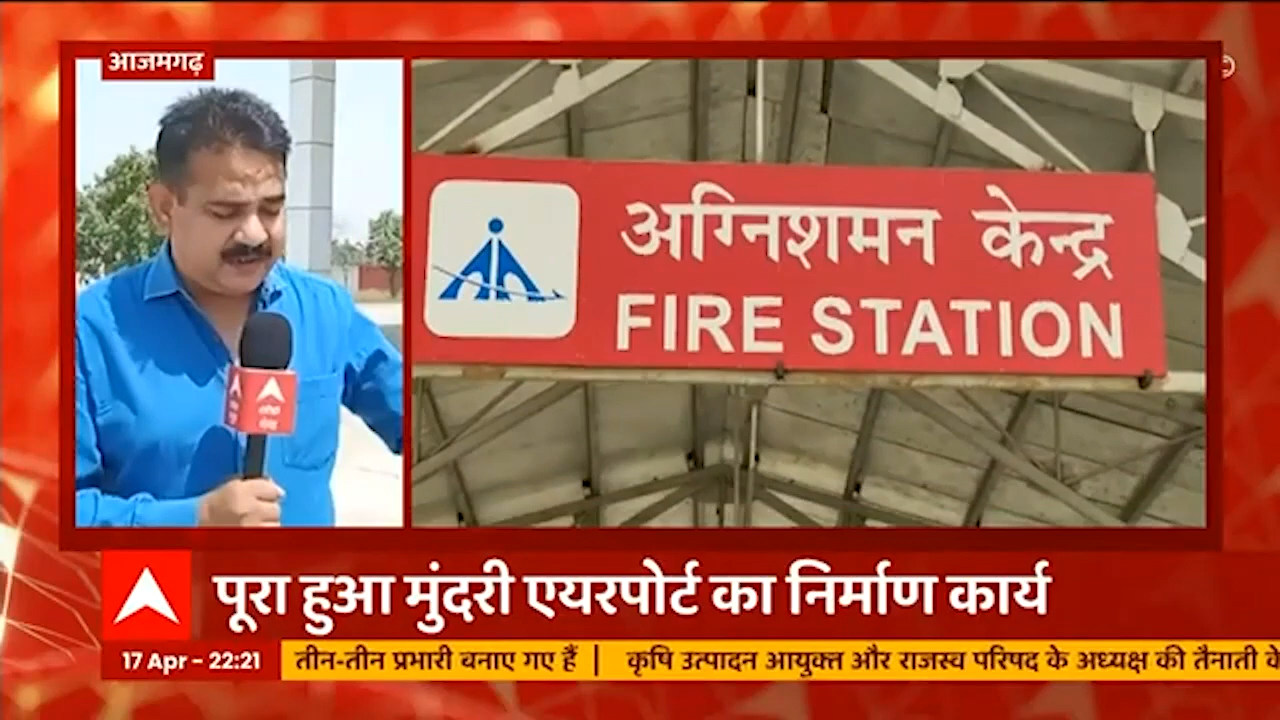 आजमगढ़
अग्निशमन केन्द्र
FIRE STATION
पूरा हुआ मुंदरी एयरपोर्ट का निर्माण कार्य
17 Apr - 22:21
तीन-तीन प्रभारी बनाए गए हैं | कृषि उत्पादन आयुक्त और राजस्व परिषद के अध्यक्ष की तैनाती के